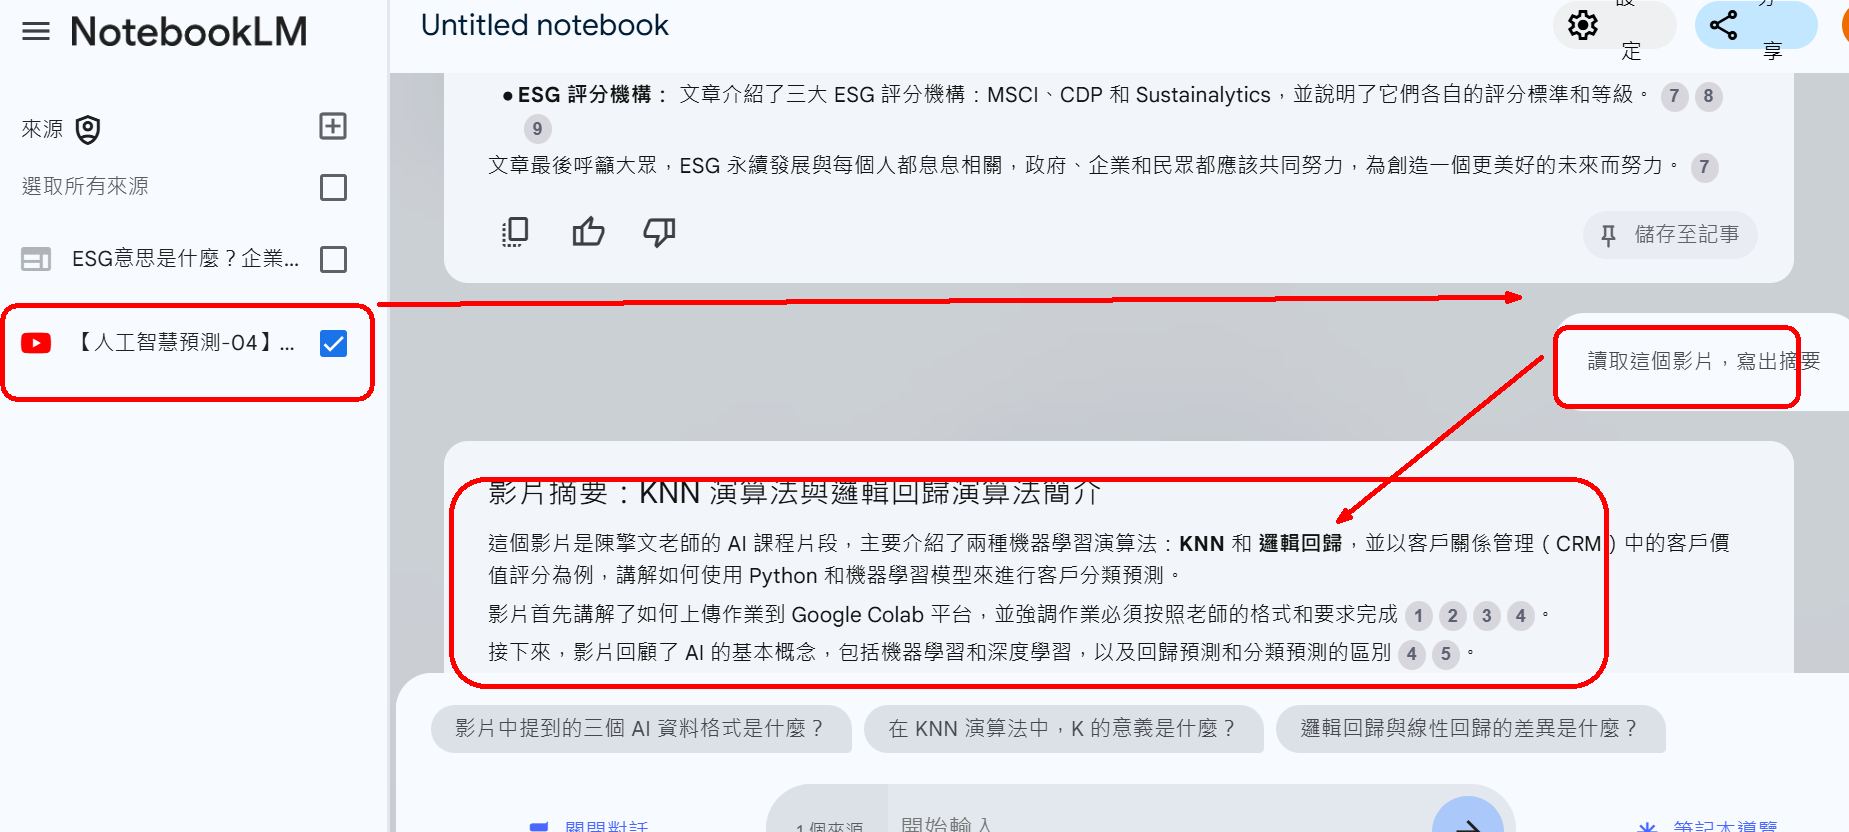 NotebookLM
Untitled notebook
設定
分享
來源
選取所有來源
ESG意思是什麼？企業...
【人工智慧預測-04】...
• ESG 評分機構： 文章介紹了三大 ESG 評分機構：MSCI、CDP 和 Sustainalytics，並說明了它們各自的評分標準和等級。 7 8
9
文章最後呼籲大眾，ESG 永續發展與每個人都息息相關，政府、企業和民眾都應該共同努力，為創造一個更美好的未來而努力。 7
儲存至記事
讀取這個影片，寫出摘要
影片摘要：KNN 演算法與邏輯回歸演算法簡介
這個影片是陳擎文老師的 AI 課程片段，主要介紹了兩種機器學習演算法：KNN 和 邏輯回歸，並以客戶關係管理（CRM）中的客戶價
值評分為例，講解如何使用 Python 和機器學習模型來進行客戶分類預測。
影片首先講解了如何上傳作業到 Google Colab 平台，並強調作業必須按照老師的格式和要求完成 1 2 3 4 。
接下來，影片回顧了 AI 的基本概念，包括機器學習和深度學習，以及回歸預測和分類預測的區別 4 5 。
影片中提到的三個 AI 資料格式是什麼？
在 KNN 演算法中，K 的意義是什麼？
邏輯回歸與線性回歸的差異是什麼？
關閉對話
1 個來源
開始輸入
筆記本導覽